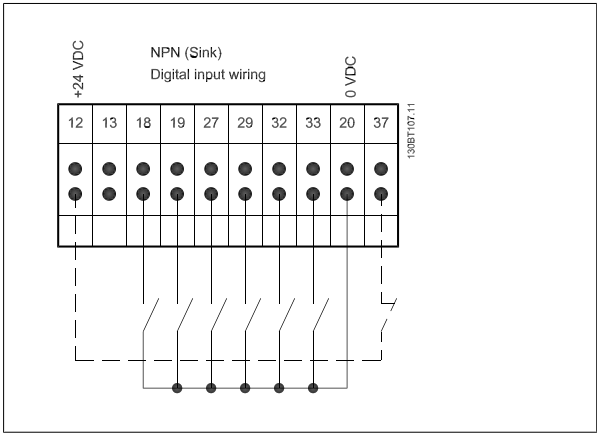 +24 VDC
NPN (Sink)
Digital input wiring
0 VDC
12 13 18 19 27 29 32 33 20 37
130BT107.11